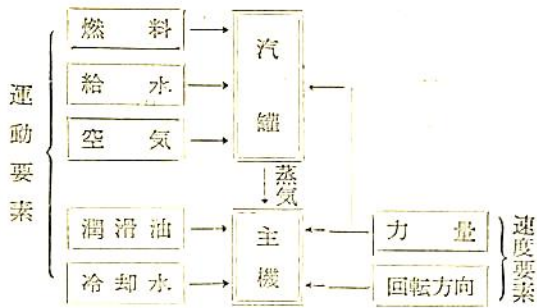 運動要素
燃料
給水
空気
潤滑油
冷却水
汽罐
蒸気
主機
力量
回転方向
速度要素